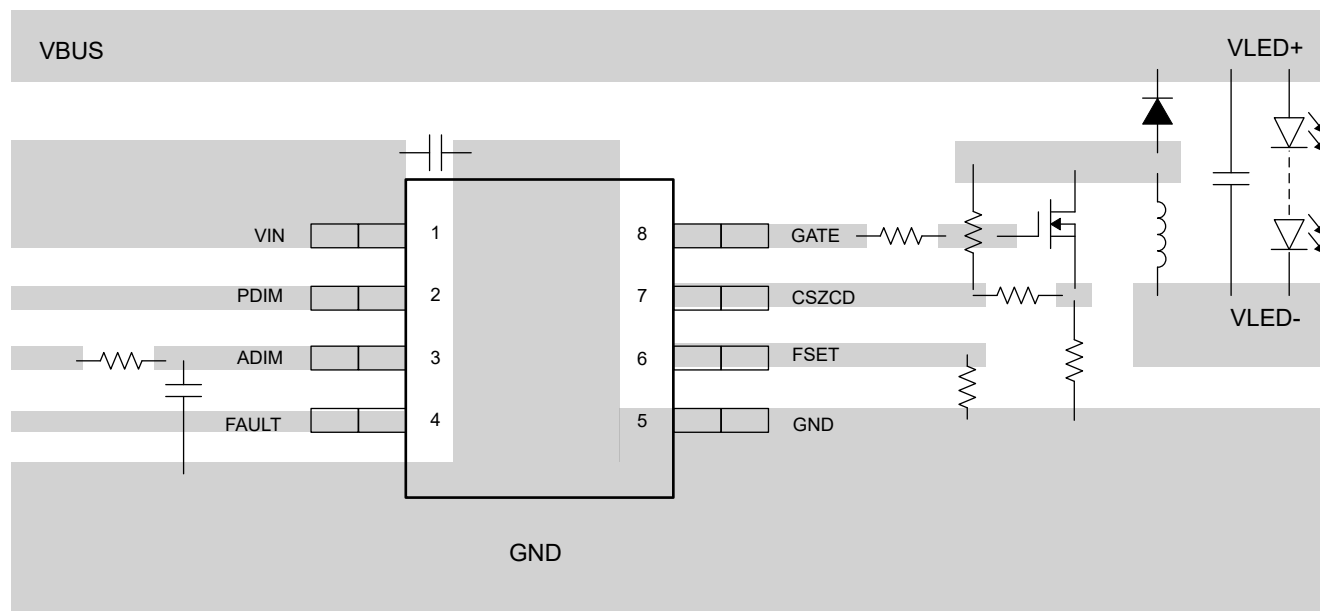 VBUS
VLED+
VIN
1
8
GATE
PDIM
2
7
CSZCD
VLED-
ADIM
3
6
FSET
FAULT
4
5
GND
GND